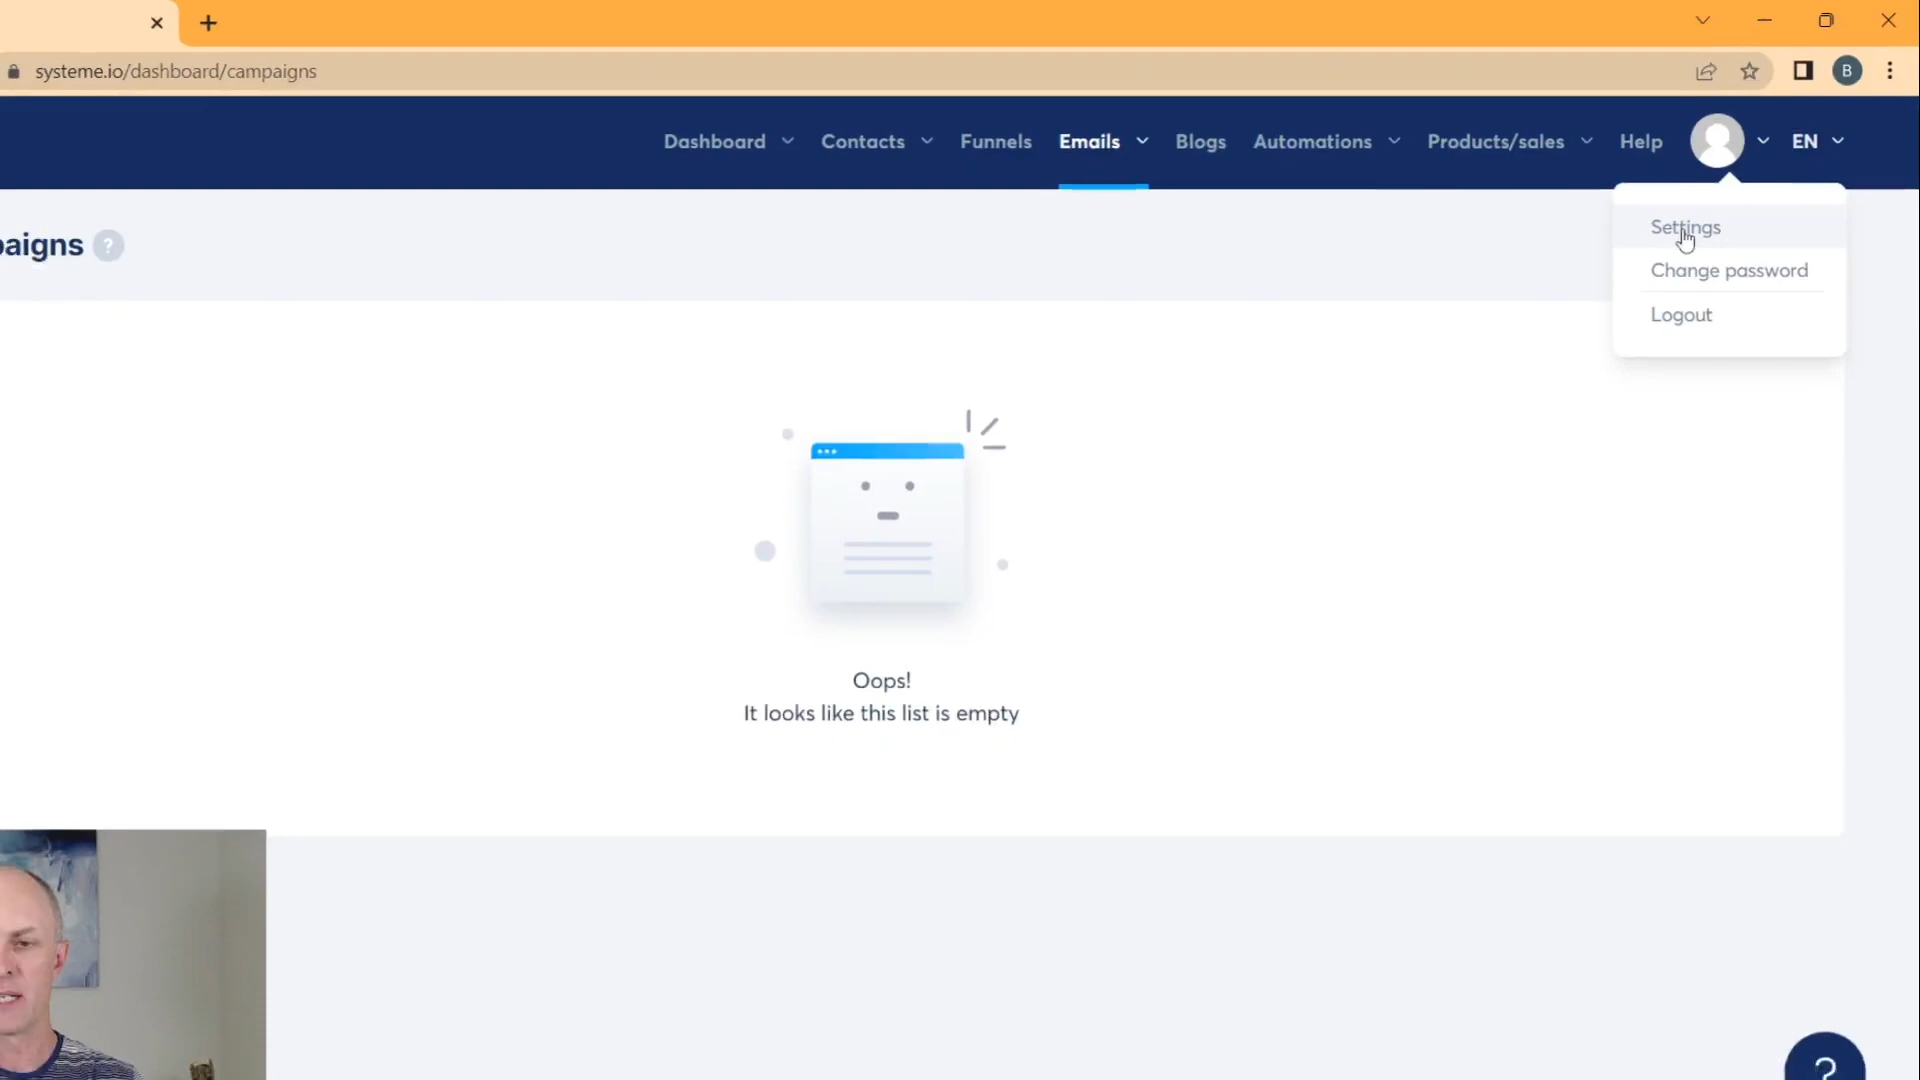 systeme.io/dashboard/campaigns
B
Dashboard Contacts Funnels Emails Blogs Automations Products/sales Help EN
paigns ?
Settings
Change password
Logout
Oops!
It looks like this list is empty
?